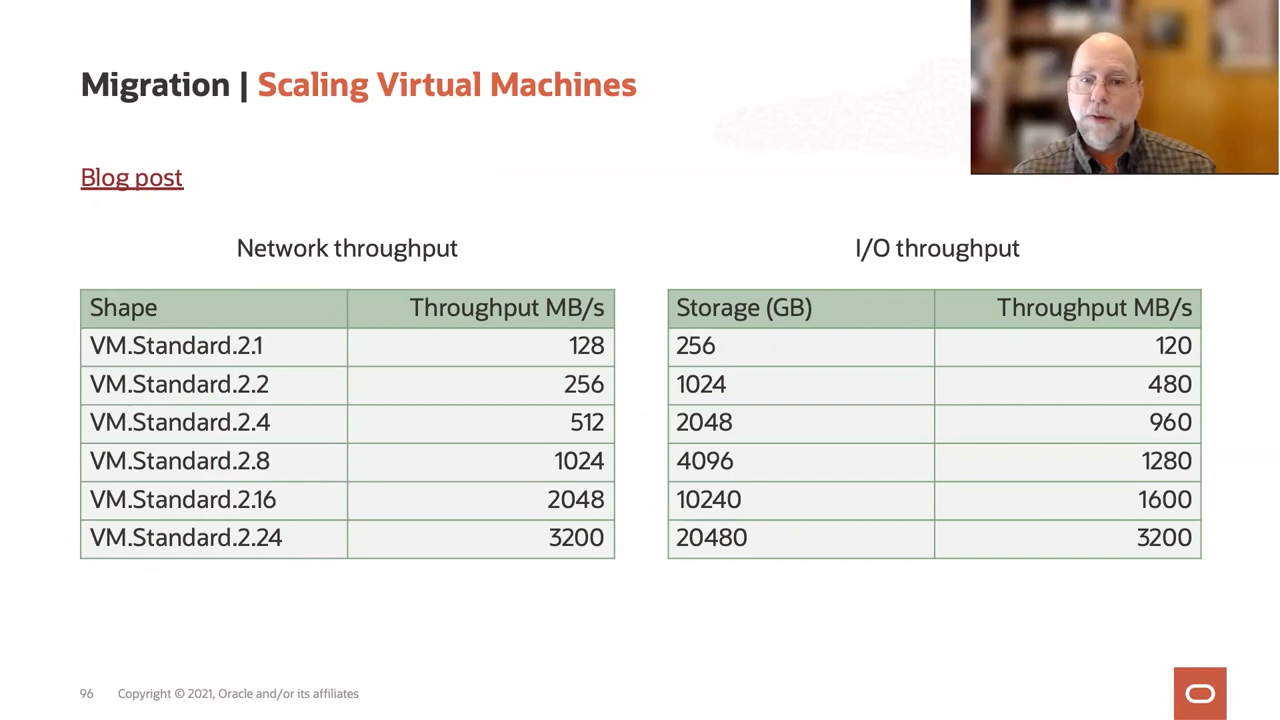 Migration | Scaling Virtual Machines
Blog post
Network throughput
Shape Throughput MB/s
VM.Standard.2.1 128
VM.Standard.2.2 256
VM.Standard.2.4 512
VM.Standard.2.8 1024
VM.Standard.2.16 2048
VM.Standard.2.24 3200
I/O throughput
Storage (GB) Throughput MB/s
256 120
1024 480
2048 960
4096 1280
10240 1600
20480 3200
96 Copyright © 2021, Oracle and/or its affiliates